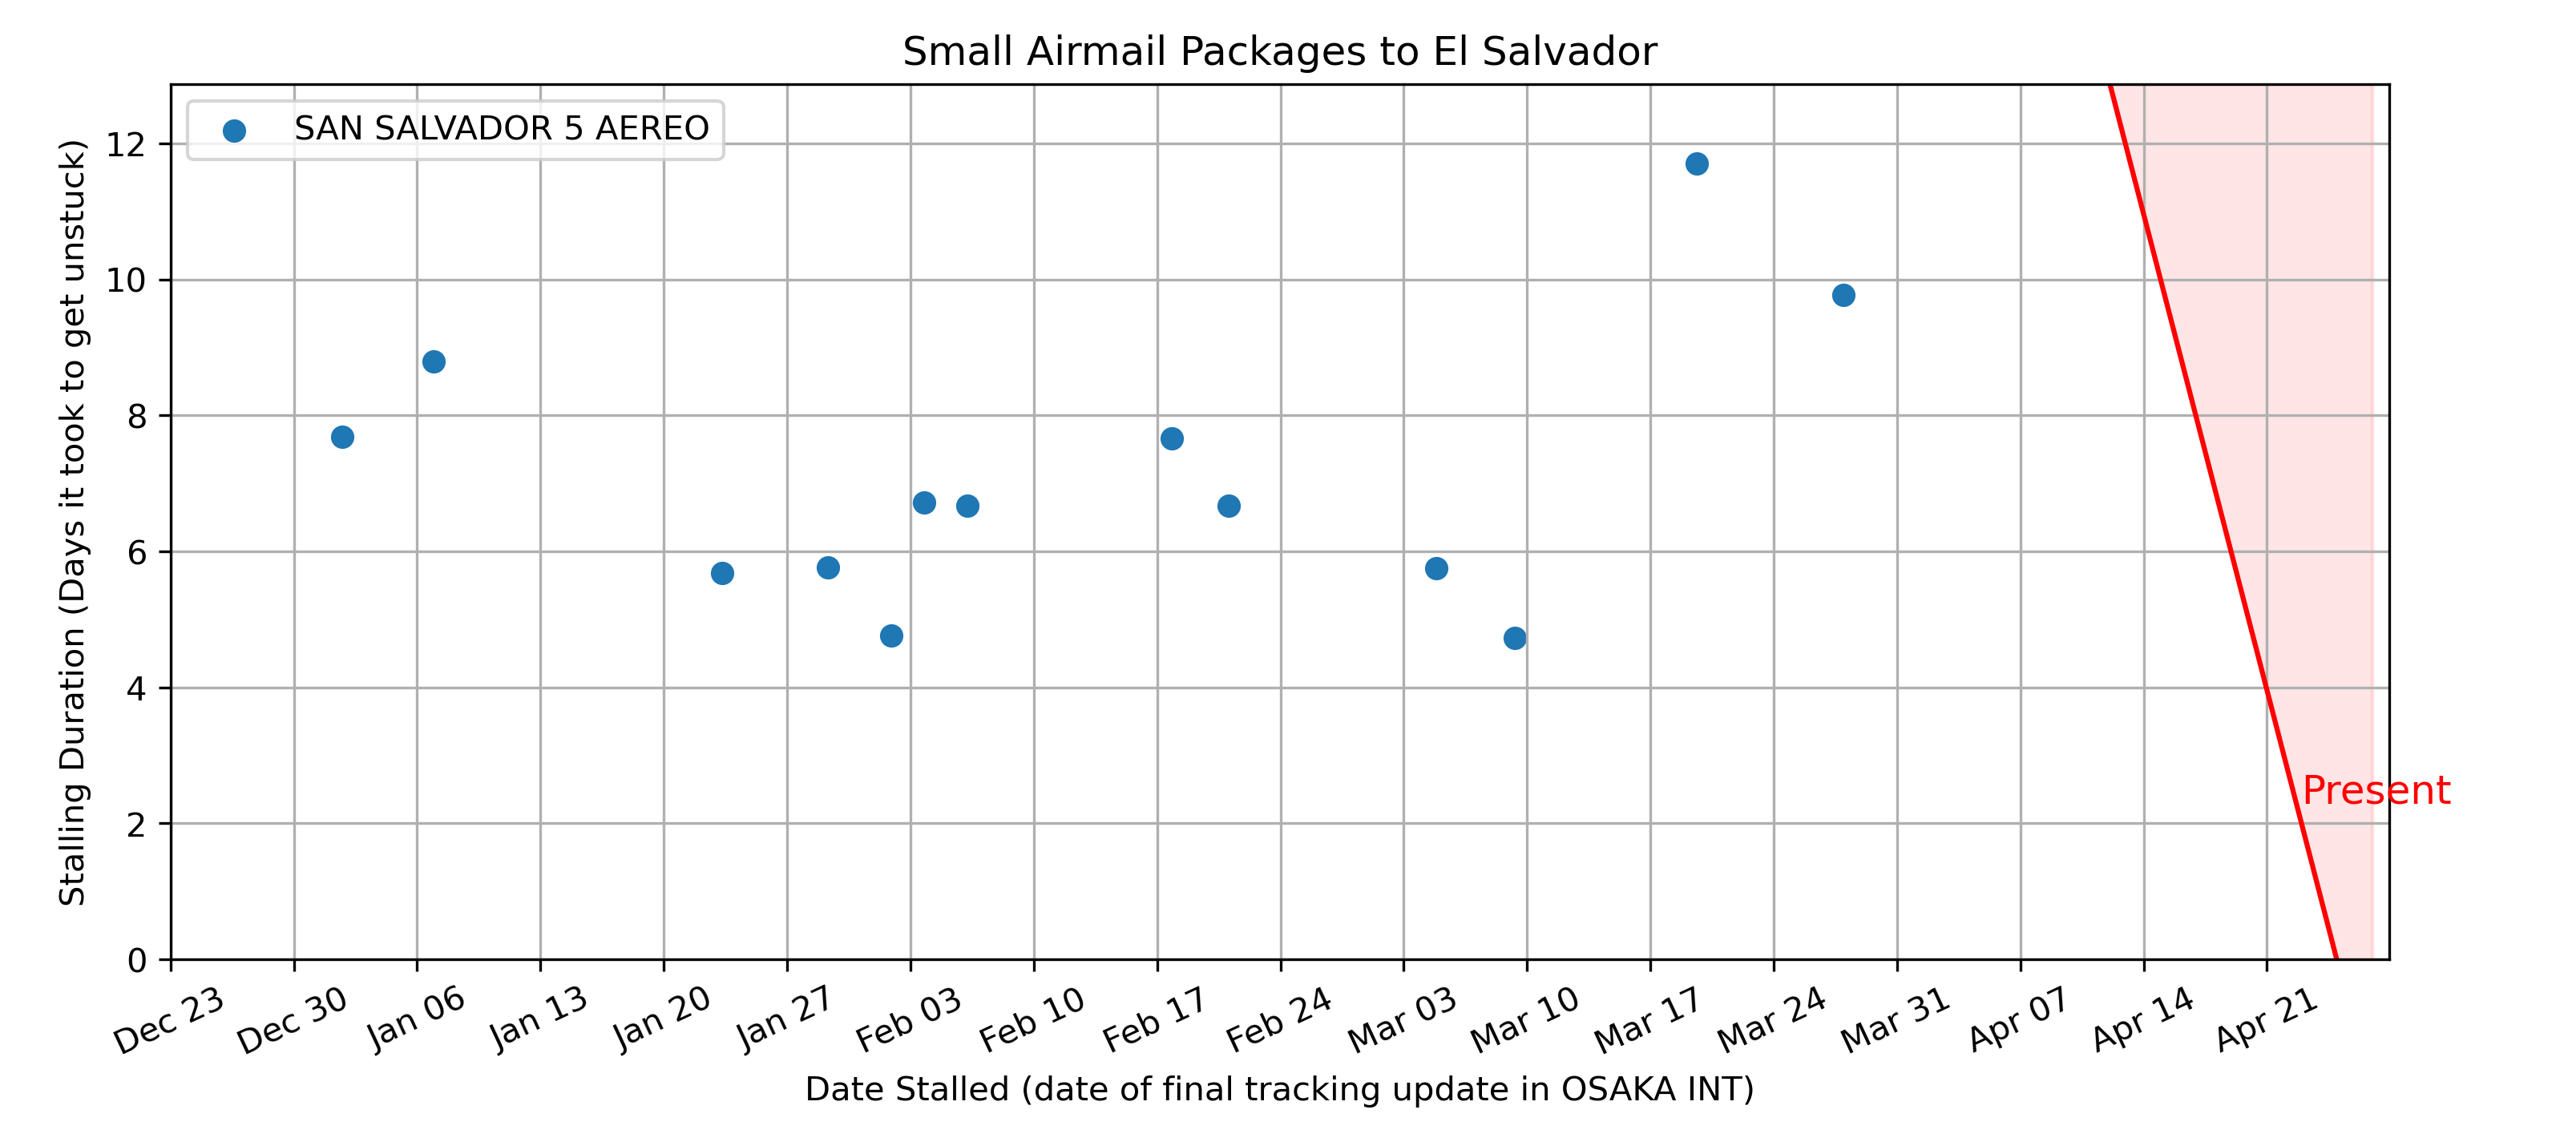 Small Airmail Packages to El Salvador
SAN SALVADOR 5 AEREO
Stalling Duration (Days it took to get unstuck)
12
10
8
6
4
2
0
Present
Dec 23
Dec 30
Jan 06
Jan 13
Jan 20
Jan 27
Feb 03
Feb 10
Feb 17
Feb 24
Mar 03
Mar 10
Mar 17
Mar 24
Mar 31
Apr 07
Apr 14
Apr 21
Date Stalled (date of final tracking update in OSAKA INT)